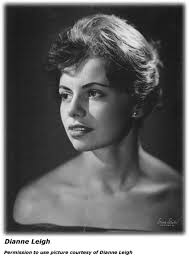 Dianne Leigh
Permission to use picture courtesy of Dianne Leigh